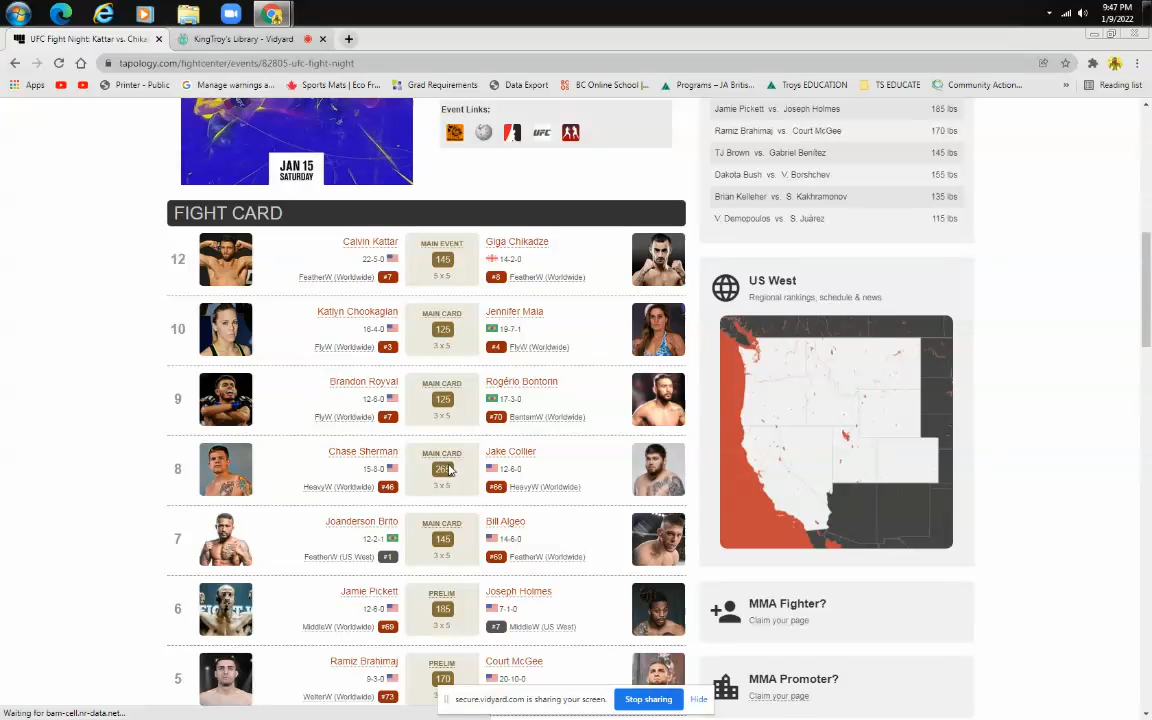 9:47 PM
1/9/2022
UFC Fight Night: Kattar vs. Chika
KingTroy's Library - Vidyard
tapology.com/fightcenter/events/82805-ufc-fight-night
Apps
Printer - Public
Manage warnings a...
Sports Mats | Eco Fr...
Grad Requirements
Data Export
BC Online School |...
Programs – JA Britis...
Troys EDUCATION
TS EDUCATE
Community Action...
»
Reading list
JAN 15
SATURDAY
Event Links:
UFC
Jamie Pickett vs. Joseph Holmes 185 lbs
Ramiz Brahimaj vs. Court McGee 170 lbs
TJ Brown vs. Gabriel Benítez 145 lbs
Dakota Bush vs. V. Borshchev 155 lbs
Brian Kelleher vs. S. Kakhramonov 135 lbs
V. Demopoulos vs. S. Juárez 115 lbs
FIGHT CARD
12
Calvin Kattar
22-5-0
FeatherW (Worldwide) #7
MAIN EVENT
145
5 x 5
Giga Chikadze
14-2-0
#8 FeatherW (Worldwide)
10
Katlyn Chookagian
16-4-0
FlyW (Worldwide) #3
MAIN CARD
125
3 x 5
Jennifer Maia
19-7-1
#4 FlyW (Worldwide)
9
Brandon Royval
12-6-0
FlyW (Worldwide) #7
MAIN CARD
125
3 x 5
Rogério Bontorin
17-3-0
#70 BantamW (Worldwide)
8
Chase Sherman
15-8-0
HeavyW (Worldwide) #46
MAIN CARD
265
3 x 5
Jake Collier
12-6-0
#66 HeavyW (Worldwide)
7
Joanderson Brito
12-2-1
FeatherW (US West) #1
MAIN CARD
145
3 x 5
Bill Algeo
14-6-0
#69 FeatherW (Worldwide)
6
Jamie Pickett
12-6-0
MiddleW (Worldwide) #69
PRELIM
185
3 x 5
Joseph Holmes
7-1-0
#7 MiddleW (US West)
5
Ramiz Brahimaj
9-3-0
WelterW (Worldwide) #73
PRELIM
170
Court McGee
20-10-0
US West
Regional rankings, schedule & news
MMA Fighter?
Claim your page
MMA Promoter?
Claim your page
secure.vidyard.com is sharing your screen.
Stop sharing
Hide
Waiting for bam-cell.nr-data.net...